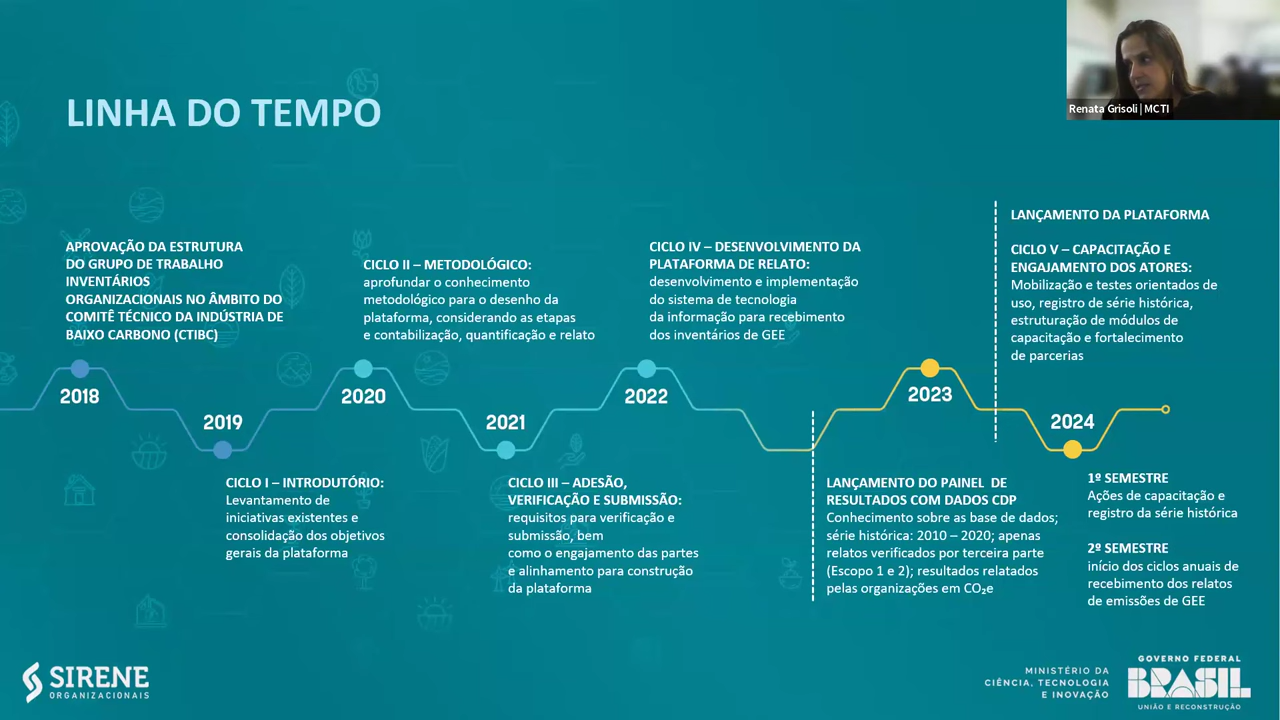 Renata Grisoli | MCTI
LINHA DO TEMPO
APROVAÇÃO DA ESTRUTURA
DO GRUPO DE TRABALHO
INVENTÁRIOS
ORGANIZACIONAIS NO ÂMBITO DO
COMITÊ TÉCNICO DA INDÚSTRIA DE
BAIXO CARBONO (CTIBC)
2018
2019
CICLO I – INTRODUTÓRIO:
Levantamento de
iniciativas existentes e
consolidação dos objetivos
gerais da plataforma
CICLO II – METODOLÓGICO:
aprofundar o conhecimento
metodológico para o desenho da
plataforma, considerando as etapas
e contabilização, quantificação e relato
2020
2021
CICLO III – ADESÃO,
VERIFICAÇÃO E SUBMISSÃO:
requisitos para verificação e
submissão, bem
como o engajamento das partes
e alinhamento para construção
da plataforma
CICLO IV – DESENVOLVIMENTO DA
PLATAFORMA DE RELATO:
desenvolvimento e implementação
do sistema de tecnologia
da informação para recebimento
dos inventários de GEE
2022
LANÇAMENTO DO PAINEL DE
RESULTADOS COM DADOS CDP
Conhecimento sobre as base de dados;
série histórica: 2010 – 2020; apenas
relatos verificados por terceira parte
(Escopo 1 e 2); resultados relatados
pelas organizações em CO₂e
2023
LANÇAMENTO DA PLATAFORMA
CICLO V – CAPACITAÇÃO E
ENGAJAMENTO DOS ATORES:
Mobilização e testes orientados de
uso, registro de série histórica,
estruturação de módulos de
capacitação e fortalecimento
de parcerias
2024
1º SEMESTRE
Ações de capacitação e
registro da série histórica
2º SEMESTRE
início dos ciclos anuais de
recebimento dos relatos
de emissões de GEE
SIRENE
ORGANIZACIONAIS
MINISTÉRIO DA
CIÊNCIA, TECNOLOGIA
E INOVAÇÃO
GOVERNO FEDERAL
BRASIL
UNIÃO E RECONSTRUÇÃO